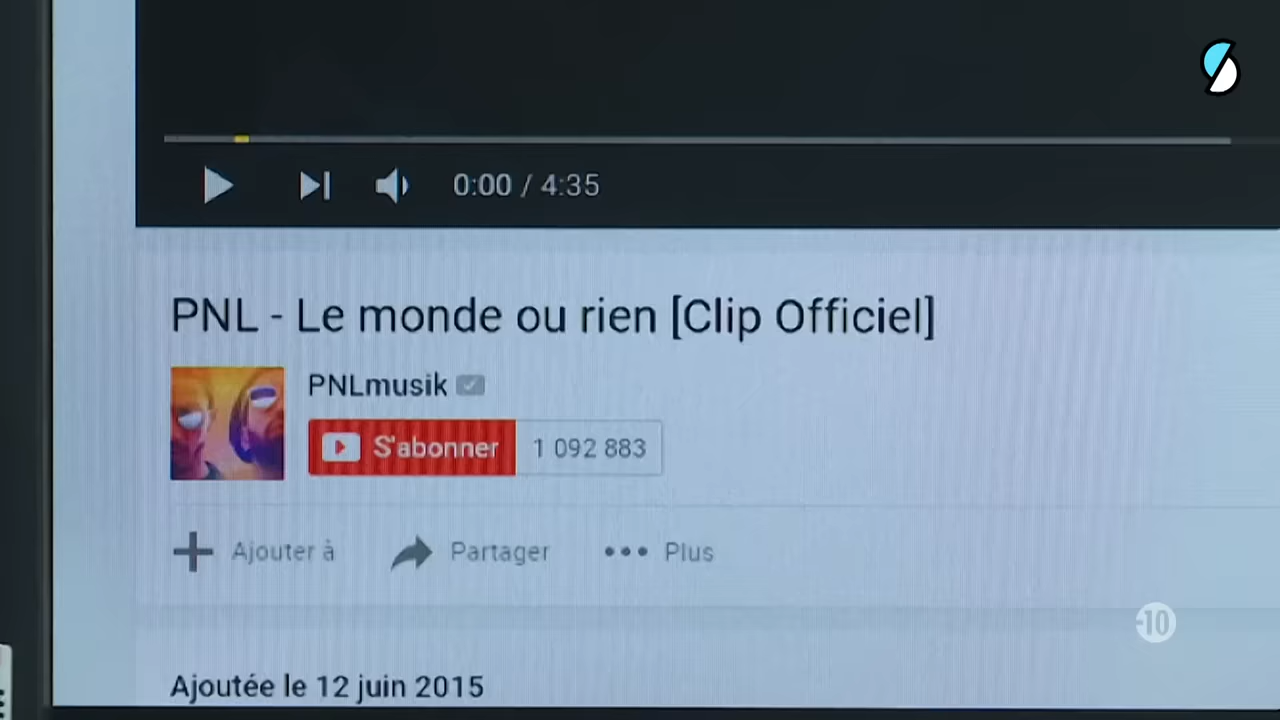 0:00 / 4:35
PNL - Le monde ou rien [Clip Officiel]
PNLmusik
S'abonner 1 092 883
Ajouter à Partager Plus
-10
Ajoutée le 12 juin 2015